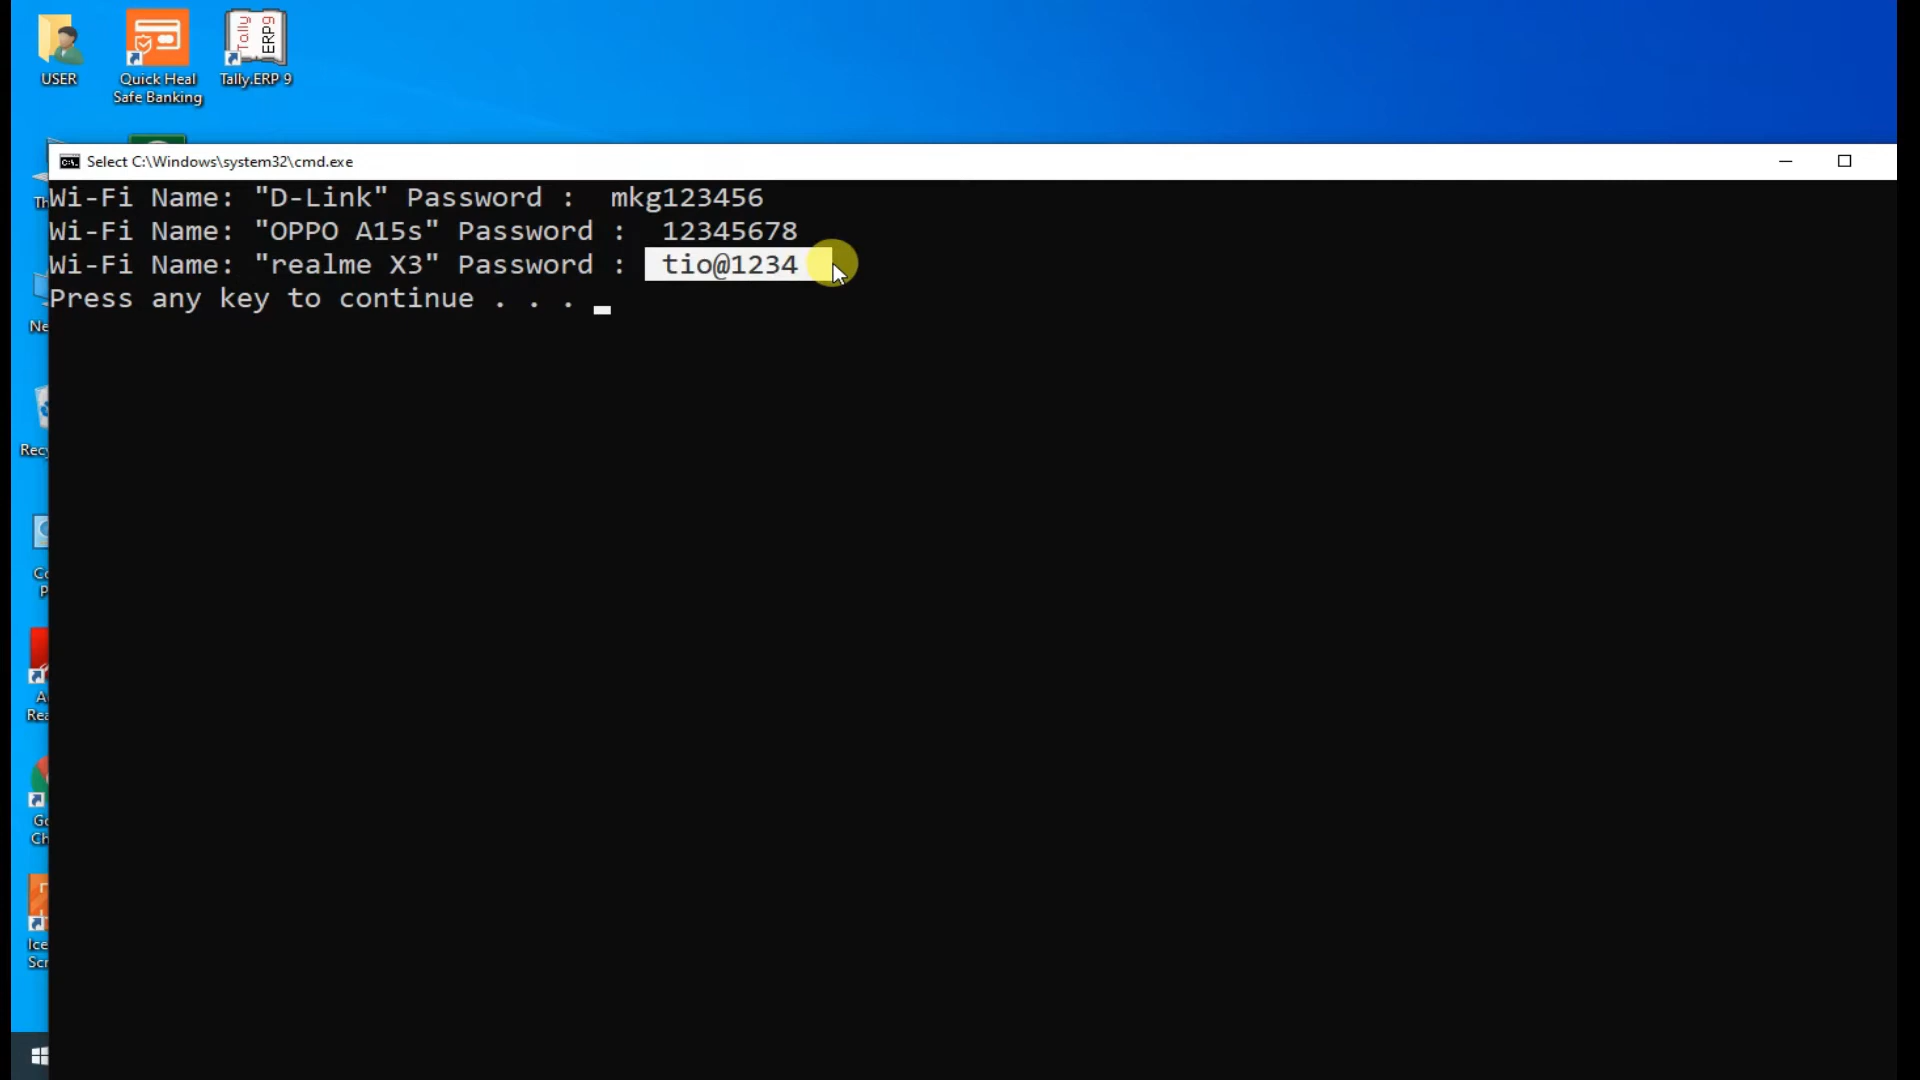 USER
Quick Heal
Safe Banking
Tally
ERP9
Tally.ERP 9
Select C:\Windows\system32\cmd.exe
Wi-Fi Name: "D-Link" Password :  mkg123456
Wi-Fi Name: "OPPO A15s" Password :  12345678
Wi-Fi Name: "realme X3" Password :  tio@1234
Press any key to continue . . .